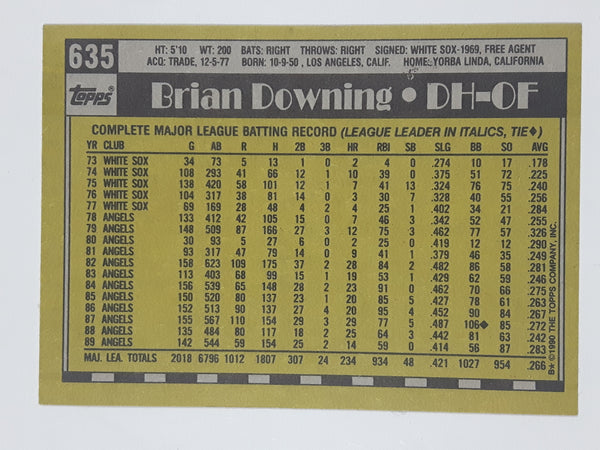 635
HT: 5'10 WT: 200 BATS: RIGHT THROWS: RIGHT SIGNED: WHITE SOX-1969, FREE AGENT
ACQ: TRADE, 12-5-77 BORN: 10-9-50, LOS ANGELES, CALIF. HOME: YORBA LINDA, CALIFORNIA
Topps®
Brian Downing • DH-OF
COMPLETE MAJOR LEAGUE BATTING RECORD (LEAGUE LEADER IN ITALICS, TIE♦)
YR CLUB G AB R H 2B 3B HR RBI SB SLG BB SO AVG
73 WHITE SOX 34 73 5 13 1 0 2 4 0 .274 10 17 .178
74 WHITE SOX 108 293 41 66 12 1 10 39 0 .375 51 72 .225
75 WHITE SOX 138 420 58 101 12 1 7 41 13 .324 76 75 .240
76 WHITE SOX 104 317 38 81 14 0 3 30 7 .328 40 55 .256
77 WHITE SOX 69 169 28 48 4 2 4 25 1 .402 34 21 .284
78 ANGELS 133 412 42 105 15 0 7 46 3 .342 52 47 .255
79 ANGELS 148 509 87 166 27 3 12 75 3 .462 77 57 .326
80 ANGELS 30 93 5 27 6 0 2 25 0 .419 12 12 .290
81 ANGELS 93 317 47 79 14 0 9 41 1 .379 46 35 .249
82 ANGELS 158 623 109 175 37 2 28 84 2 .482 86 58 .281
83 ANGELS 113 403 68 99 15 1 19 53 1 .429 62 59 .246
84 ANGELS 156 539 65 148 28 2 23 91 0 .462 70 66 .275
85 ANGELS 150 520 80 137 23 1 20 85 5 .427 78 61 .263
86 ANGELS 152 513 90 137 27 4 20 95 4 .452 90 84 .267
87 ANGELS 155 567 110 154 29 3 29 77 5 .487 106♦ 85 .272
88 ANGELS 135 484 80 117 18 2 25 64 3 .442 81 63 .242
89 ANGELS 142 544 59 154 25 2 14 59 0 .414 56 87 .283
MAJ. LEA. TOTALS 2018 6796 1012 1807 307 24 234 934 48 .421 1027 954 .266
B★ ©1990 THE TOPPS COMPANY, INC.